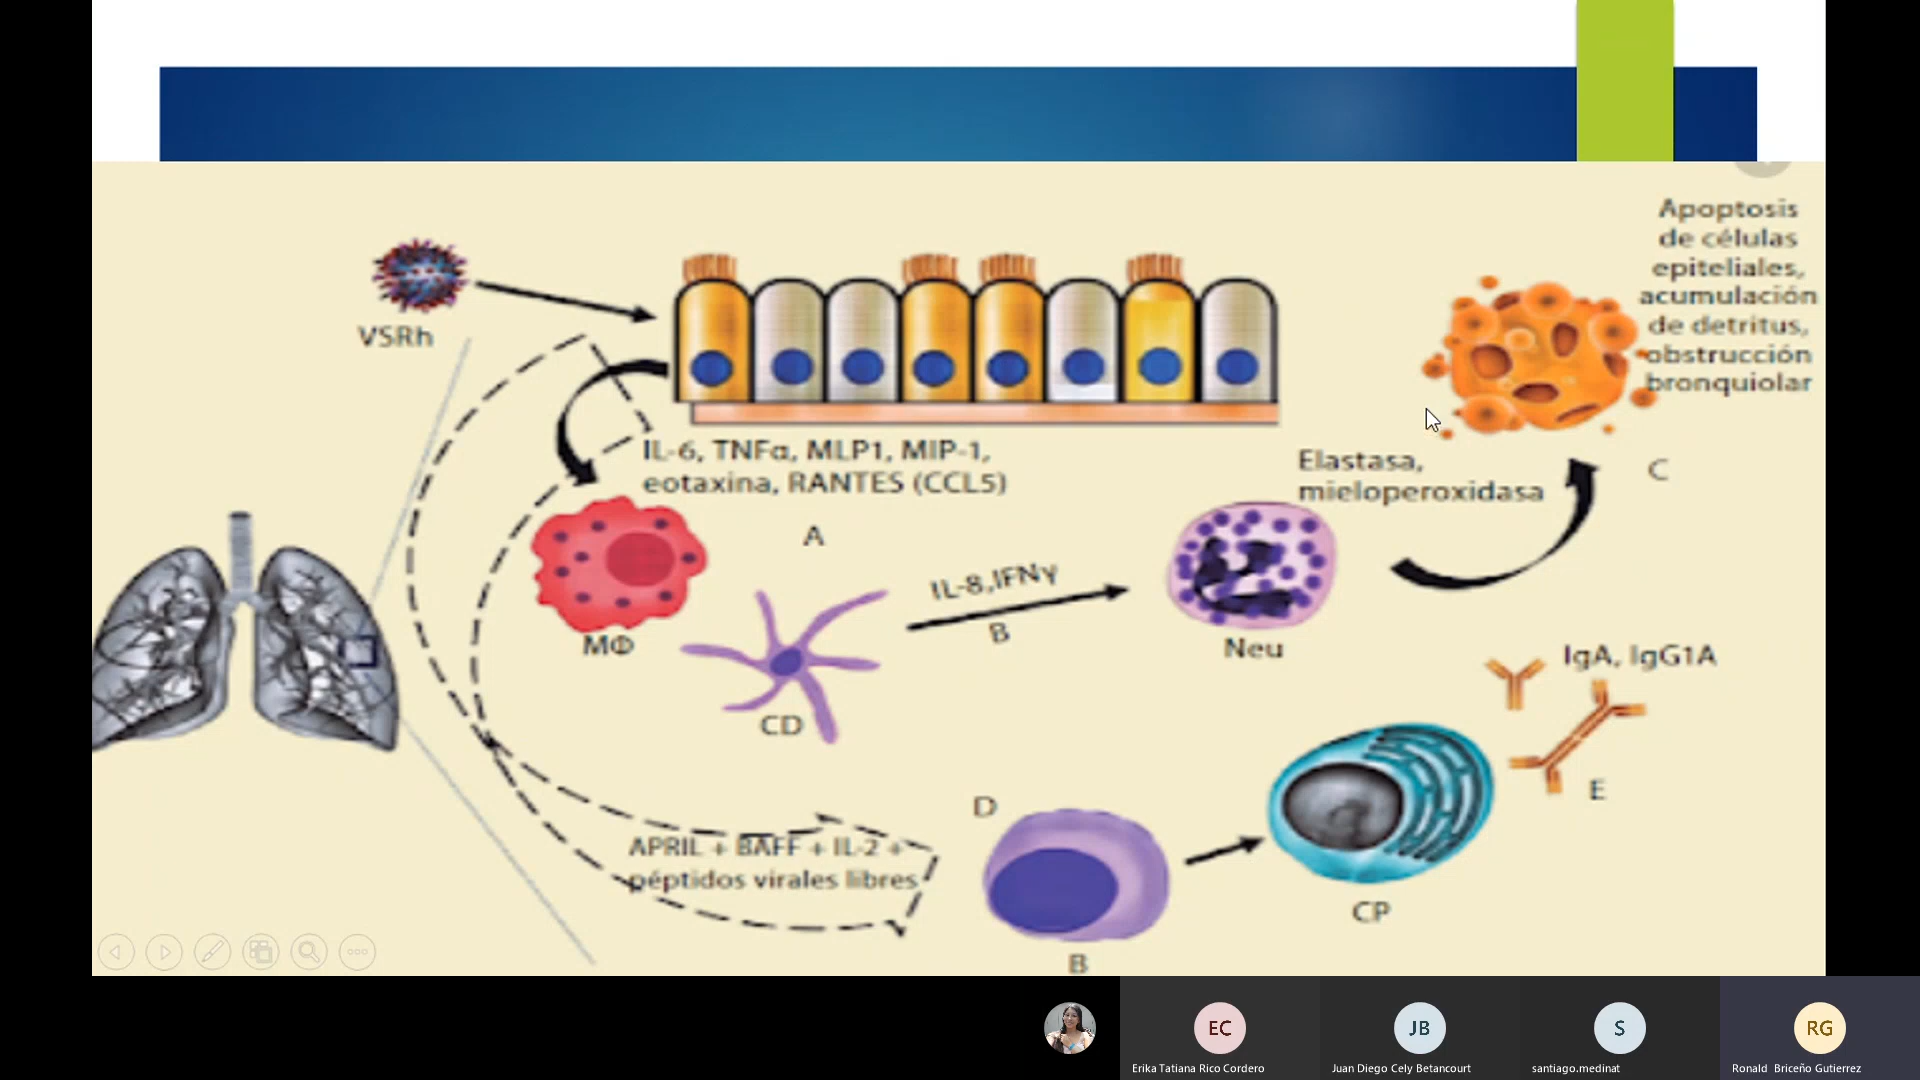 Apoptosis
de células
epiteliales,
acumulación
de detritus,
obstrucción
bronquiolar
VSRh
IL-6, TNFα, MLP1, MIP-1,
eotaxina, RANTES (CCL5)
Elastasa,
mieloperoxidasa
C
A
IL-8,IFNγ
B
MΦ
Neu
CD
IgA, IgG1A
E
D
APRIL + BAFF + IL-2 +
péptidos virales libres
CP
B
EC
JB
S
RG
Erika Tatiana Rico Cordero
Juan Diego Cely Betancourt
santiago.medinat
Ronald Briceño Gutierrez